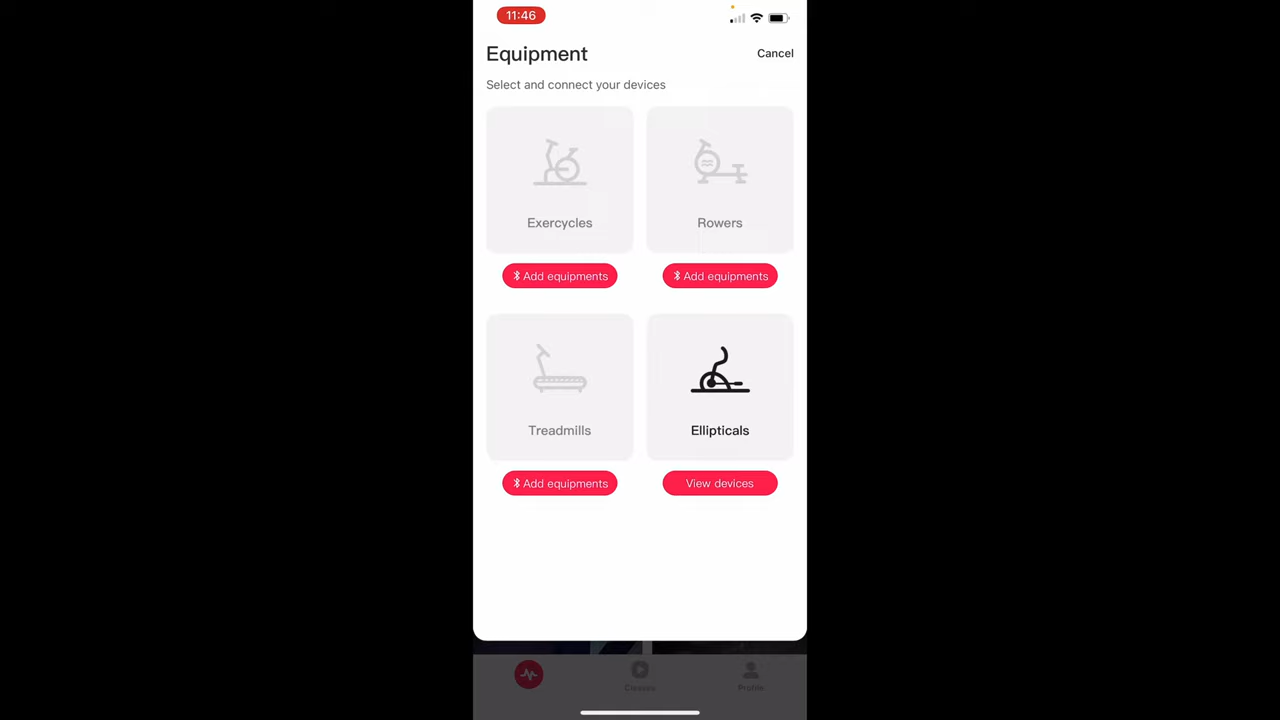 11:46
Equipment
Cancel
Select and connect your devices
Exercycles
Rowers
Add equipments
Add equipments
Treadmills
Ellipticals
Add equipments
View devices
Classes
Profile